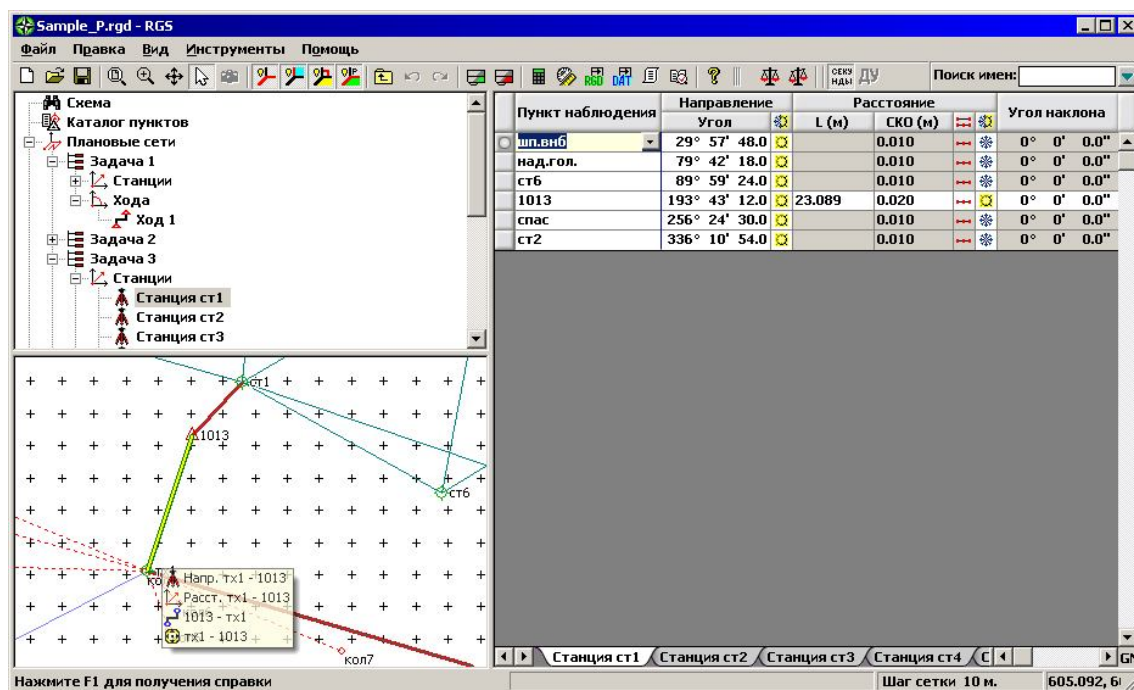 Sample_P.rgd - RGS
Файл Правка Вид Инструменты Помощь
RGD DAT СЕКУНДЫ ДУ Поиск имен:
Схема
Каталог пунктов
Плановые сети
Задача 1
Станции
Хода
Ход 1
Задача 2
Задача 3
Станции
Станция ст1
Станция ст2
Станция ст3
Пункт наблюдения Направление Расстояние Угол наклона
Угол L (м) СКО (м)
шп.внб 29° 57' 48.0 0.010 0° 0' 0.0"
над.гол. 79° 42' 18.0 0.010 0° 0' 0.0"
ст6 89° 59' 24.0 0.010 0° 0' 0.0"
1013 193° 43' 12.0 23.089 0.020 0° 0' 0.0"
спас 256° 24' 30.0 0.010 0° 0' 0.0"
ст2 336° 10' 54.0 0.010 0° 0' 0.0"
ст1
1013
ст6
Напр. тх1 - 1013
Расст. тх1 - 1013
1013 - тх1
тх1 - 1013
кол7
Станция ст1 Станция ст2 Станция ст3 Станция ст4 С
Нажмите F1 для получения справки Шаг сетки 10 м. 605.092,